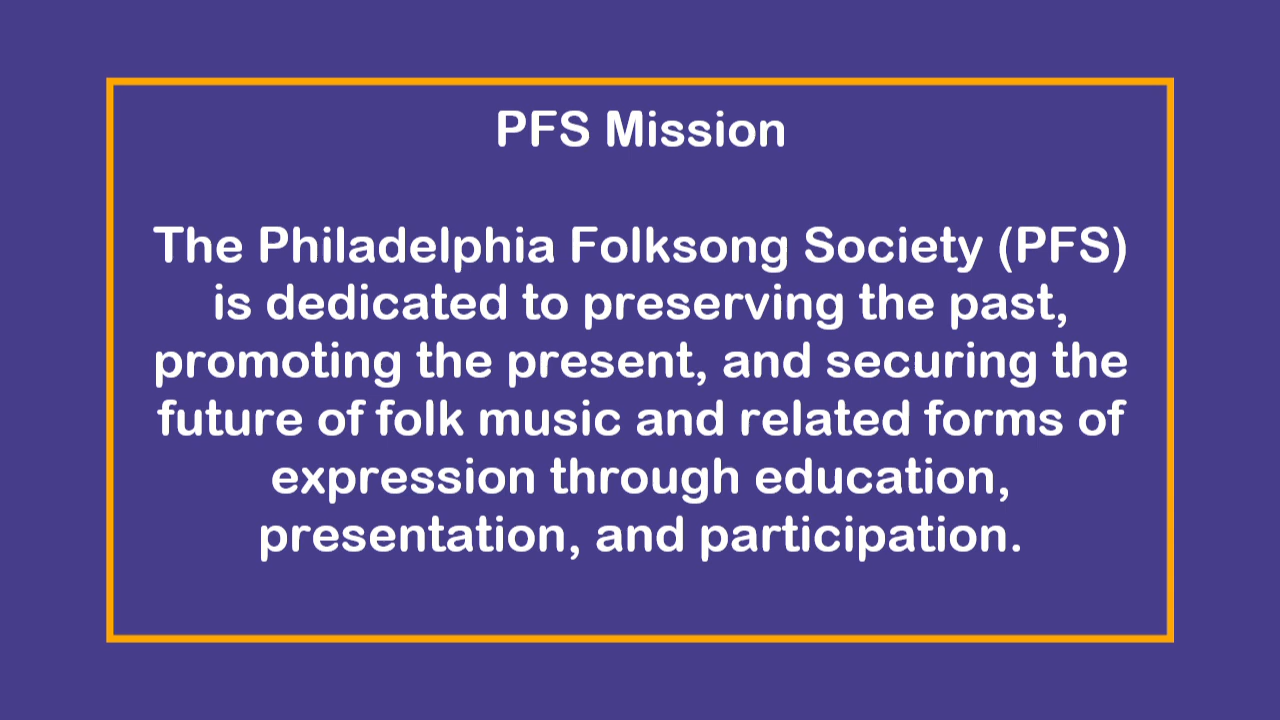 PFS Mission
The Philadelphia Folksong Society (PFS)
is dedicated to preserving the past,
promoting the present, and securing the
future of folk music and related forms of
expression through education,
presentation, and participation.